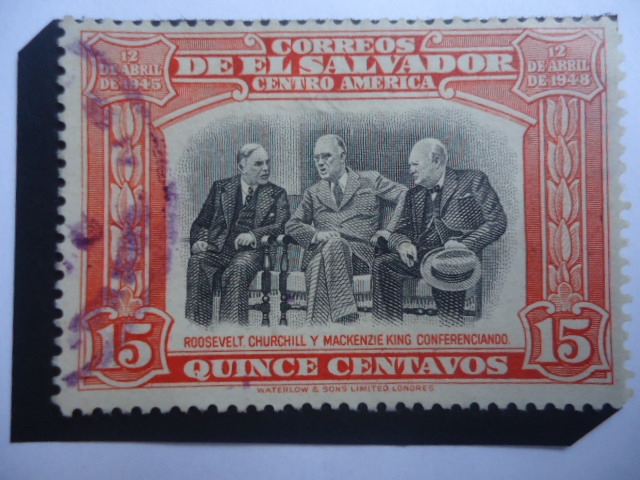 CORREOS
DE EL SALVADOR
CENTRO AMERICA
12
DE ABRIL
DE 1945
12
DE ABRIL
DE 1948
ROOSEVELT, CHURCHILL Y MACKENZIE KING CONFERENCIANDO.
15
QUINCE CENTAVOS
15
WATERLOW & SONS LIMITED, LONDRES